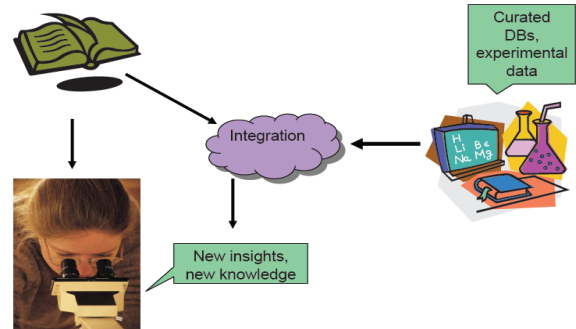 Curated
DBs,
experimental
data
Integration
H
Li Be
Na Mg
New insights,
new knowledge